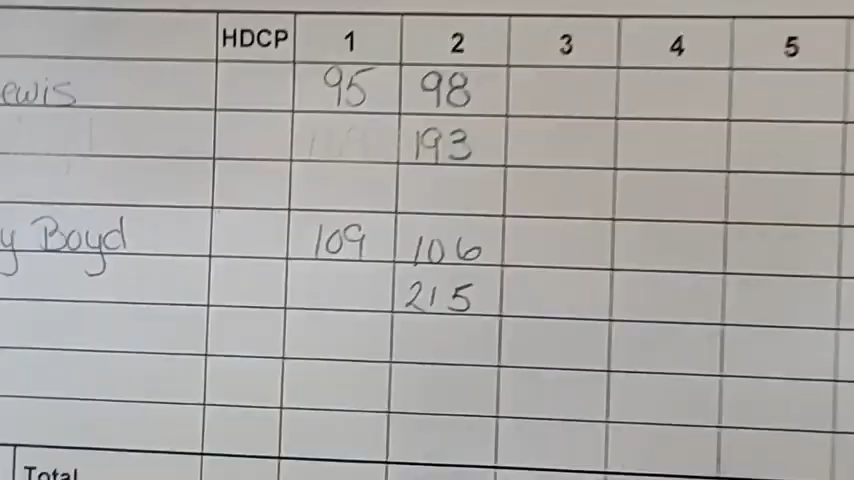 HDCP 1 2 3 4 5
ewis 95 98
193
y Boyd 109 106
215
Total